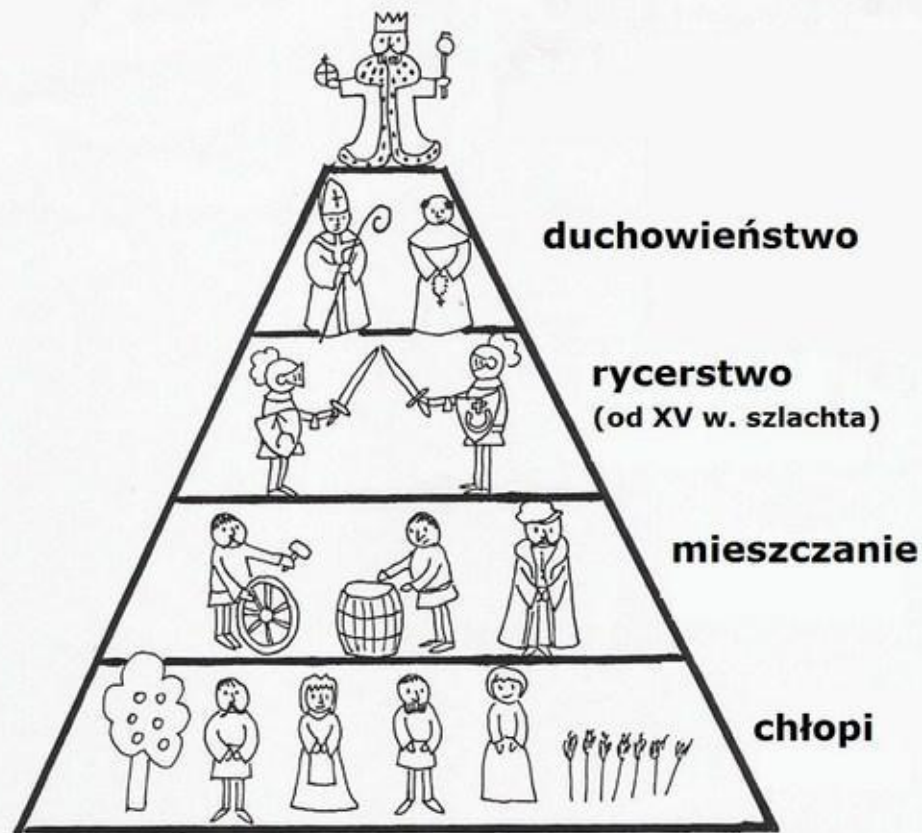 duchowieństwo
rycerstwo
(od XV w. szlachta)
mieszczanie
chłopi